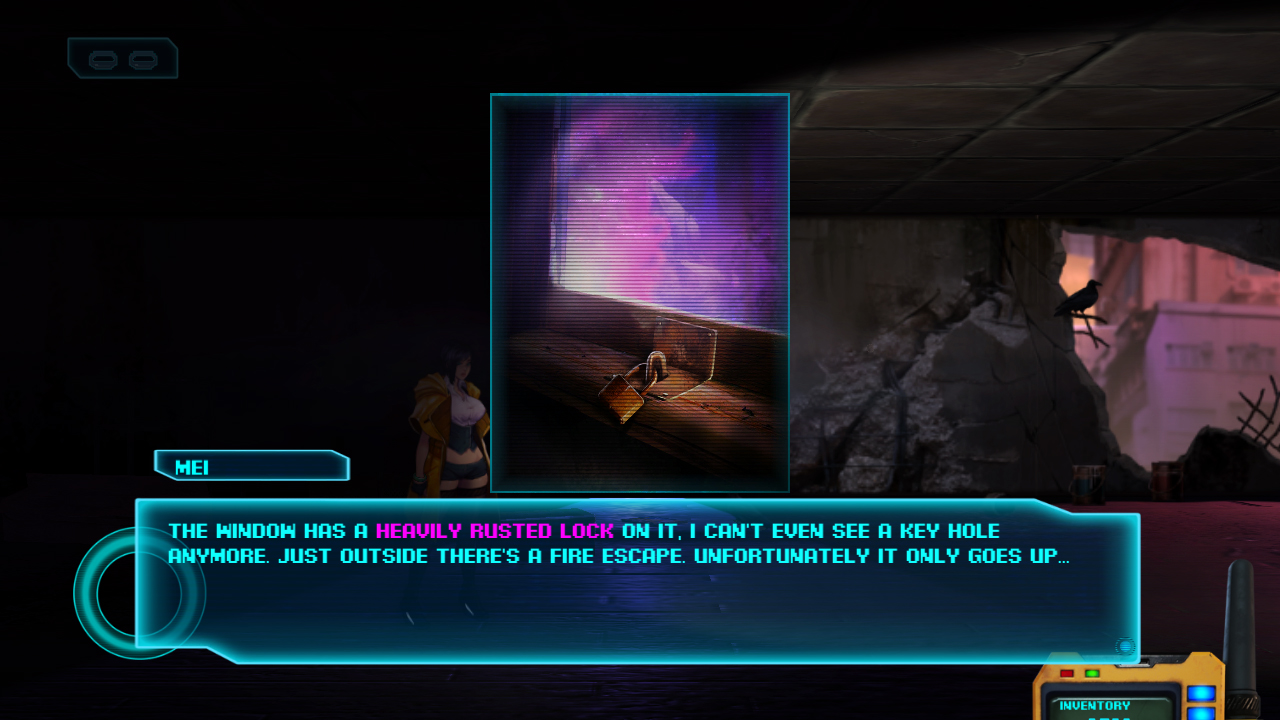 MEI
THE WINDOW HAS A HEAVILY RUSTED LOCK ON IT, I CAN'T EVEN SEE A KEY HOLE
ANYMORE. JUST OUTSIDE THERE'S A FIRE ESCAPE. UNFORTUNATELY IT ONLY GOES UP...
INVENTORY